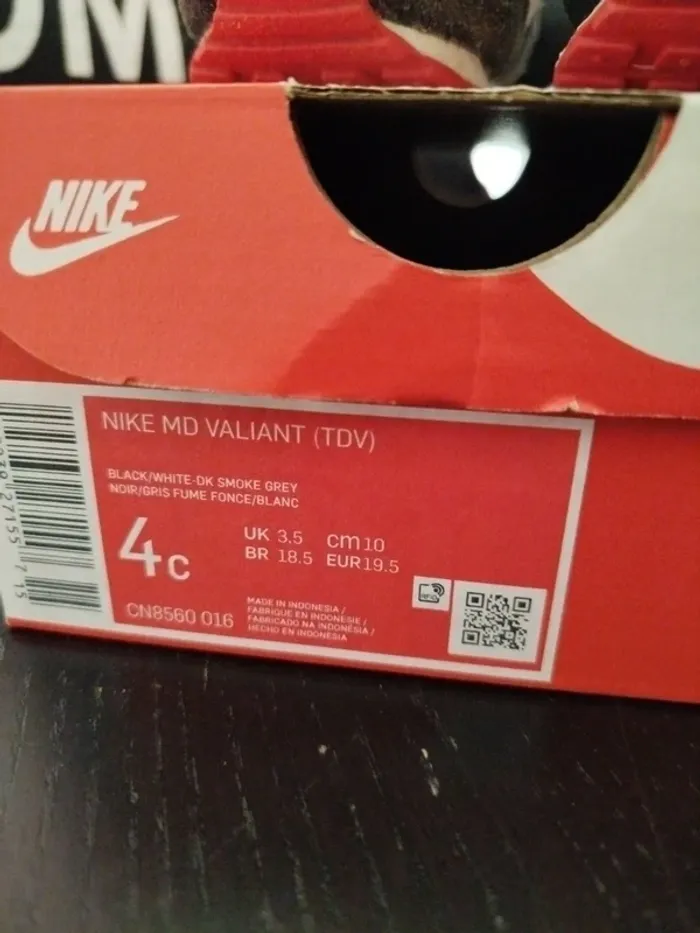 OM
NIKE
NIKE MD VALIANT (TDV)
BLACK/WHITE-DK SMOKE GREY
NOIR/GRIS FUME FONCE/BLANC
4c
UK 3.5 cm 10
BR 18.5 EUR 19.5
CN8560 016
MADE IN INDONESIA /
FABRIQUE EN INDONESIE /
FABRICADO NA INDONÉSIA /
HECHO EN INDONESIA
RFID